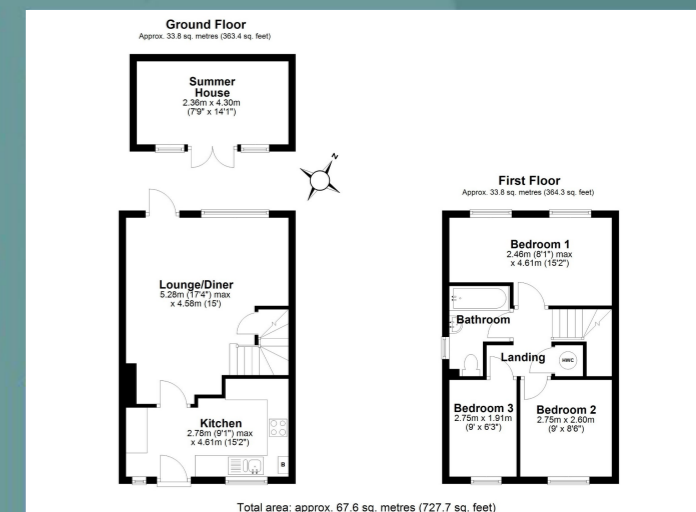 Ground Floor
Approx. 33.8 sq. metres (363.4 sq. feet)
Summer
House
2.36m x 4.30m
(7'9" x 14'1")
N
Lounge/Diner
5.28m (17'4") max
x 4.58m (15')
Kitchen
2.78m (9'1") max
x 4.61m (15'2")
B
First Floor
Approx. 33.8 sq. metres (364.3 sq. feet)
Bedroom 1
2.46m (8'1") max
x 4.61m (15'2")
Bathroom
Landing
HWC
Bedroom 3
2.75m x 1.91m
(9' x 6'3")
Bedroom 2
2.75m x 2.60m
(9' x 8'6")
Total area: approx. 67.6 sq. metres (727.7 sq. feet)